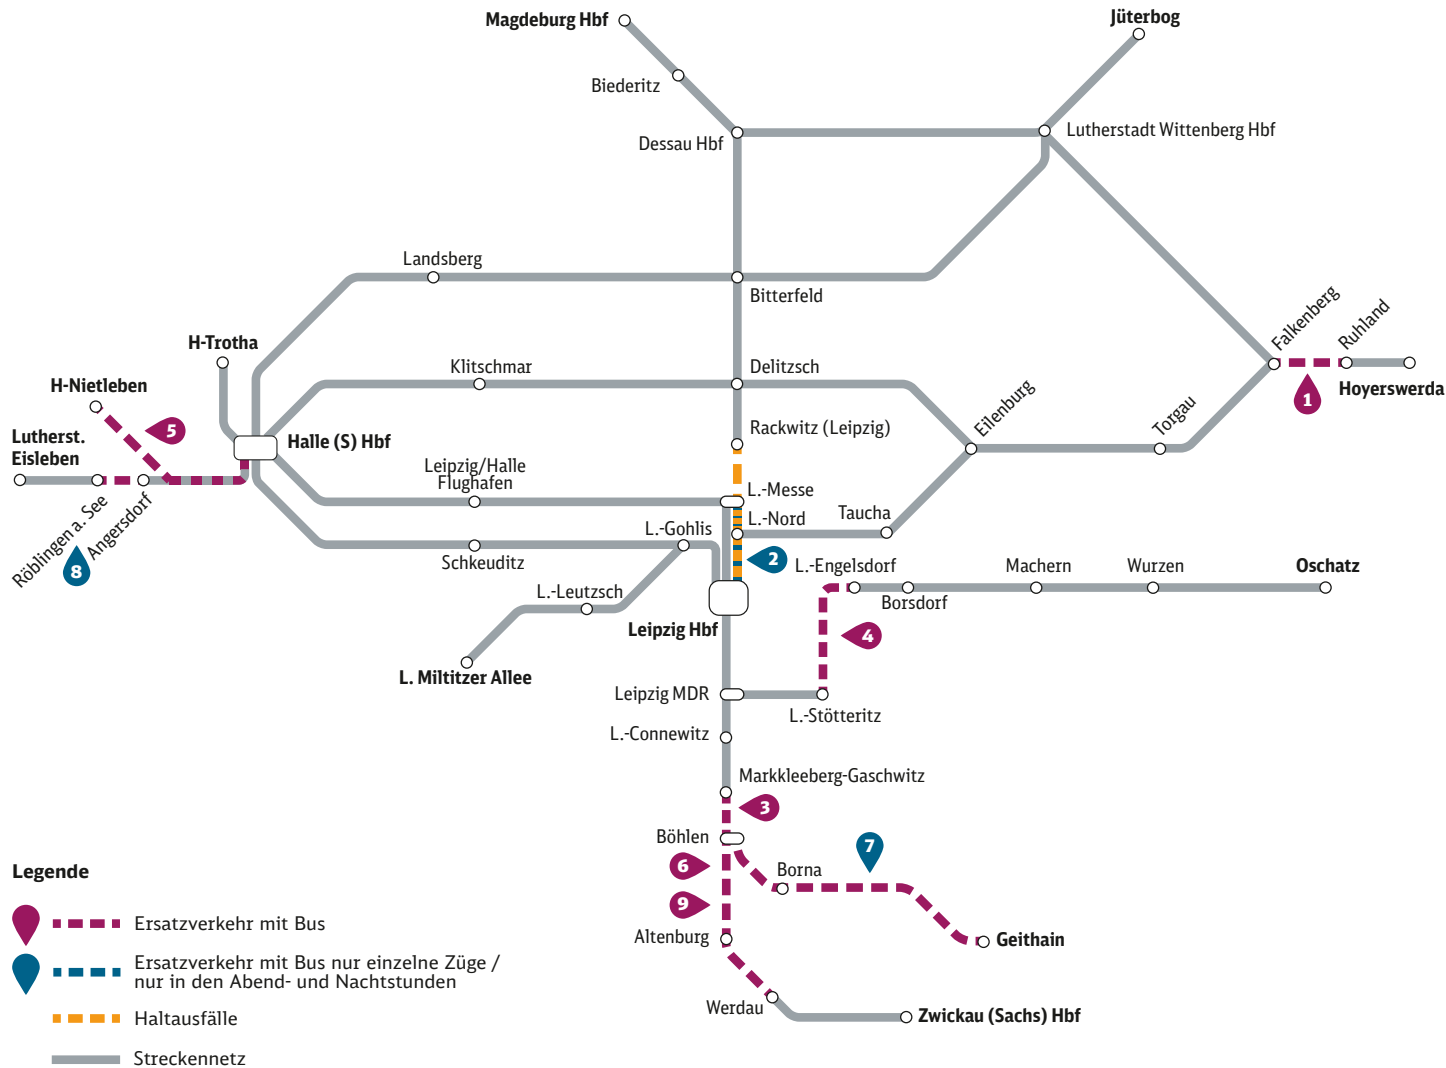 Magdeburg Hbf
Jüterbog
Biederitz
Dessau Hbf
Lutherstadt Wittenberg Hbf
Landsberg
Bitterfeld
H-Trotha
Klitschmar
Delitzsch
Falkenberg
Ruhland
Hoyerswerda
1
H-Nietleben
5
Lutherst.
Eisleben
Halle (S) Hbf
Rackwitz (Leipzig)
Eilenburg
Torgau
Leipzig/Halle
Flughafen
L.-Messe
Röblingen a. See
Angersdorf
8
L.-Nord
Taucha
L.-Gohlis
Schkeuditz
2
L.-Engelsdorf
Machern
Wurzen
Oschatz
L.-Leutzsch
Borsdorf
Leipzig Hbf
4
L. Miltitzer Allee
Leipzig MDR
L.-Stötteritz
L.-Connewitz
Markkleeberg-Gaschwitz
3
Böhlen
6
7
Borna
9
Altenburg
Geithain
Werdau
Zwickau (Sachs) Hbf
Legende
Ersatzverkehr mit Bus
Ersatzverkehr mit Bus nur einzelne Züge /
nur in den Abend- und Nachtstunden
Haltausfälle
Streckennetz